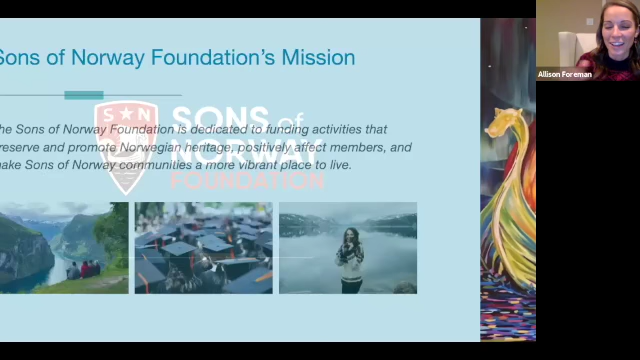 Sons of Norway Foundation's Mission
S N
SONS of
he Sons of Norway Foundation is dedicated to funding activities that
NORWAY
reserve and promote Norwegian heritage, positively affect members, and
ake Sons of Norway communities a more vibrant place to live.
FOUNDATION
Allison Foreman